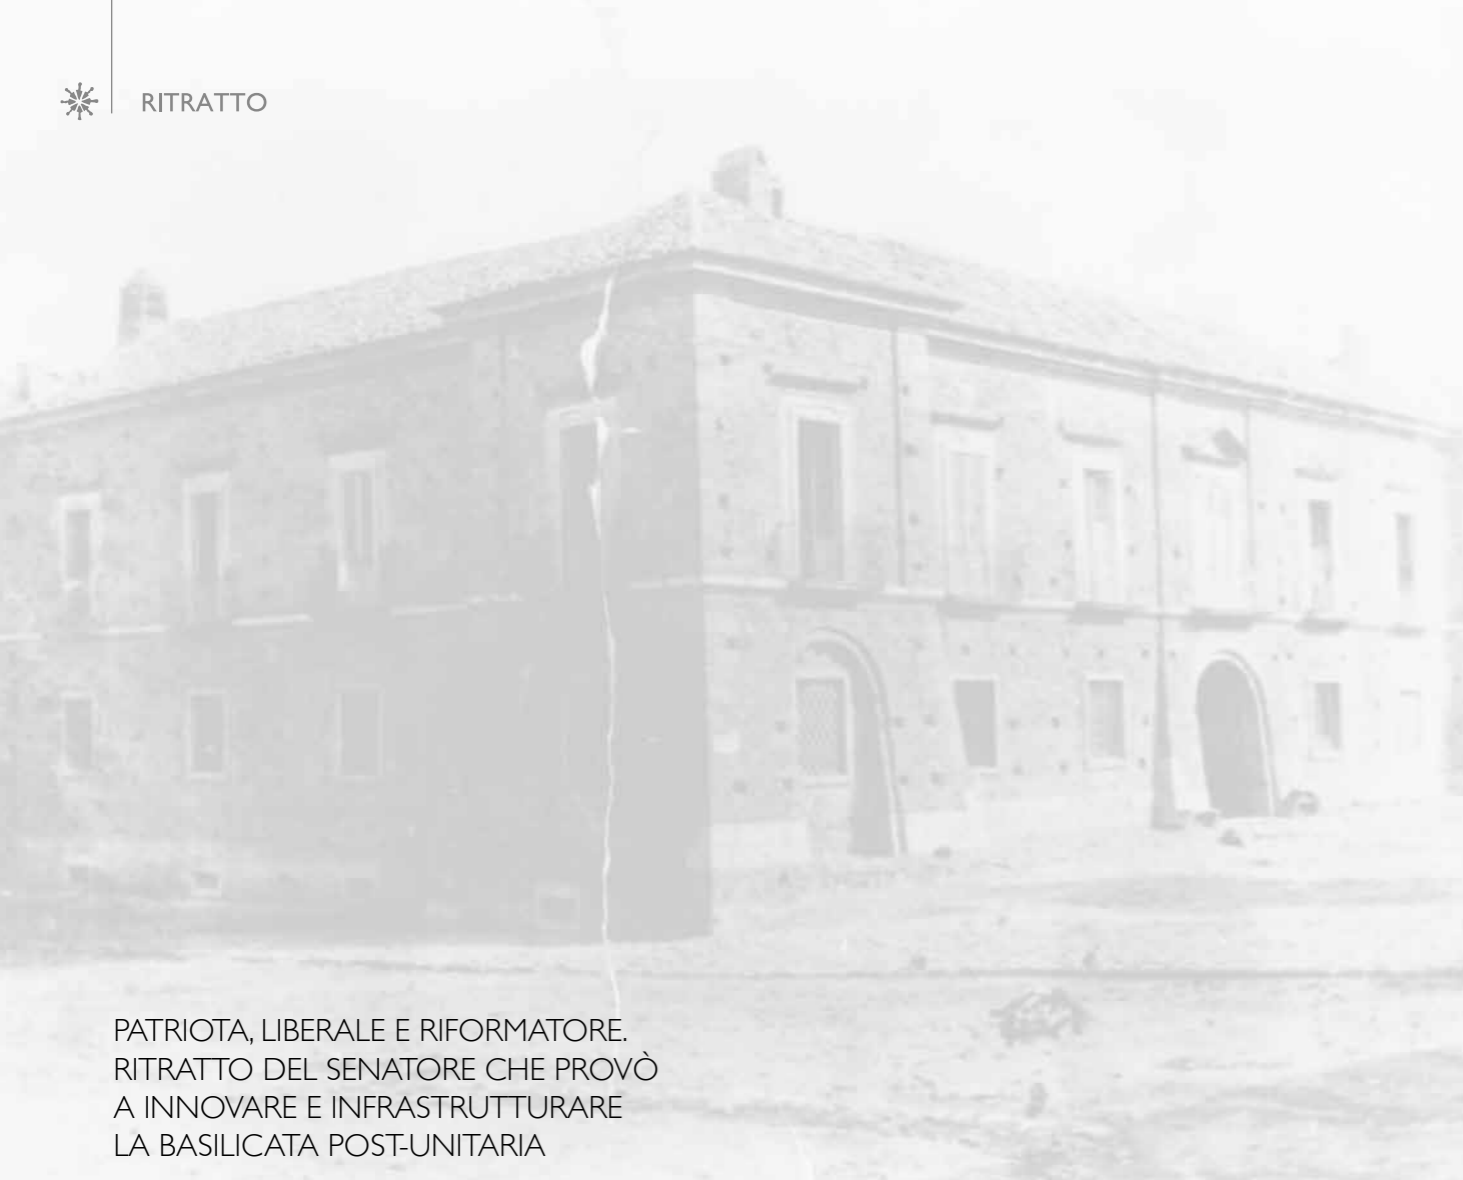 RITRATTO
PATRIOTA, LIBERALE E RIFORMATORE.
RITRATTO DEL SENATORE CHE PROVÒ
A INNOVARE E INFRASTRUTTURARE
LA BASILICATA POST-UNITARIA